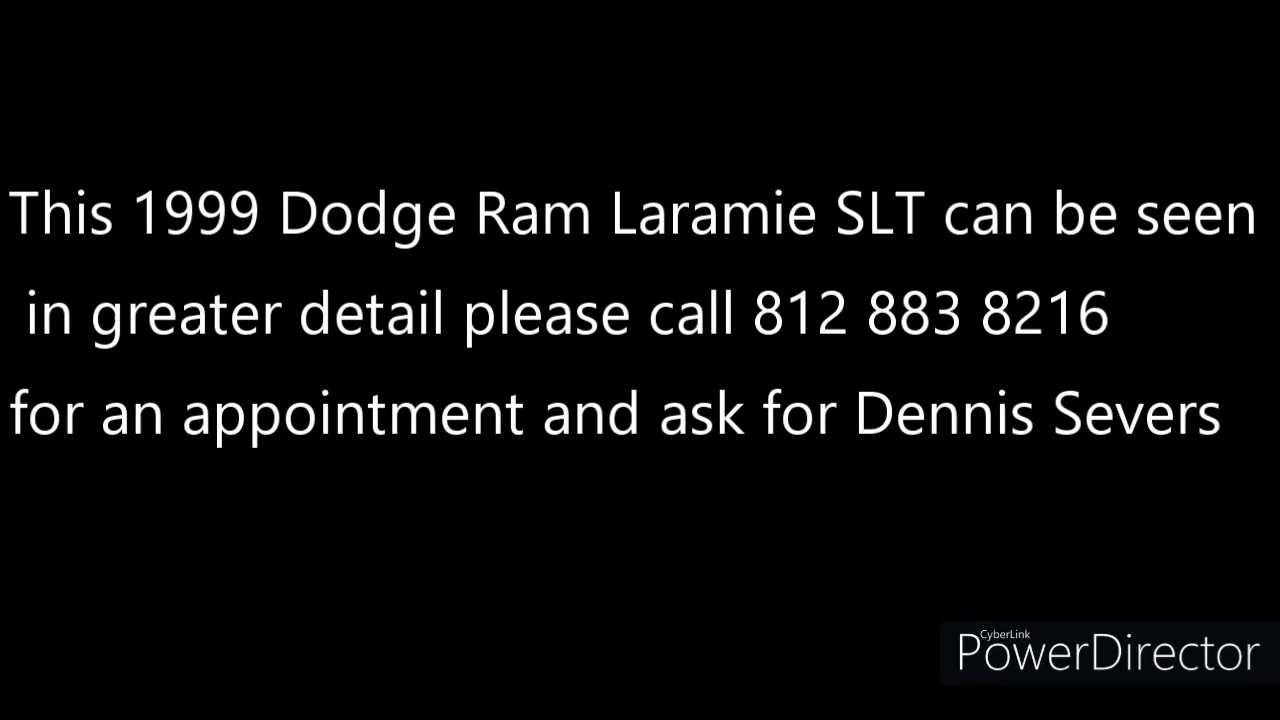 This 1999 Dodge Ram Laramie SLT can be seen
in greater detail please call 812 883 8216
for an appointment and ask for Dennis Severs
CyberLink
PowerDirector